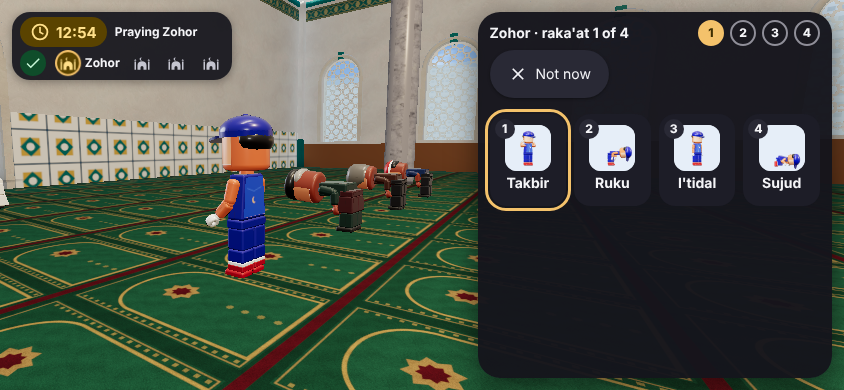 12:54 Praying Zohor
Zohor
Zohor · raka'at 1 of 4
1 2 3 4
Not now
1 2 3 4
Takbir Ruku I'tidal Sujud